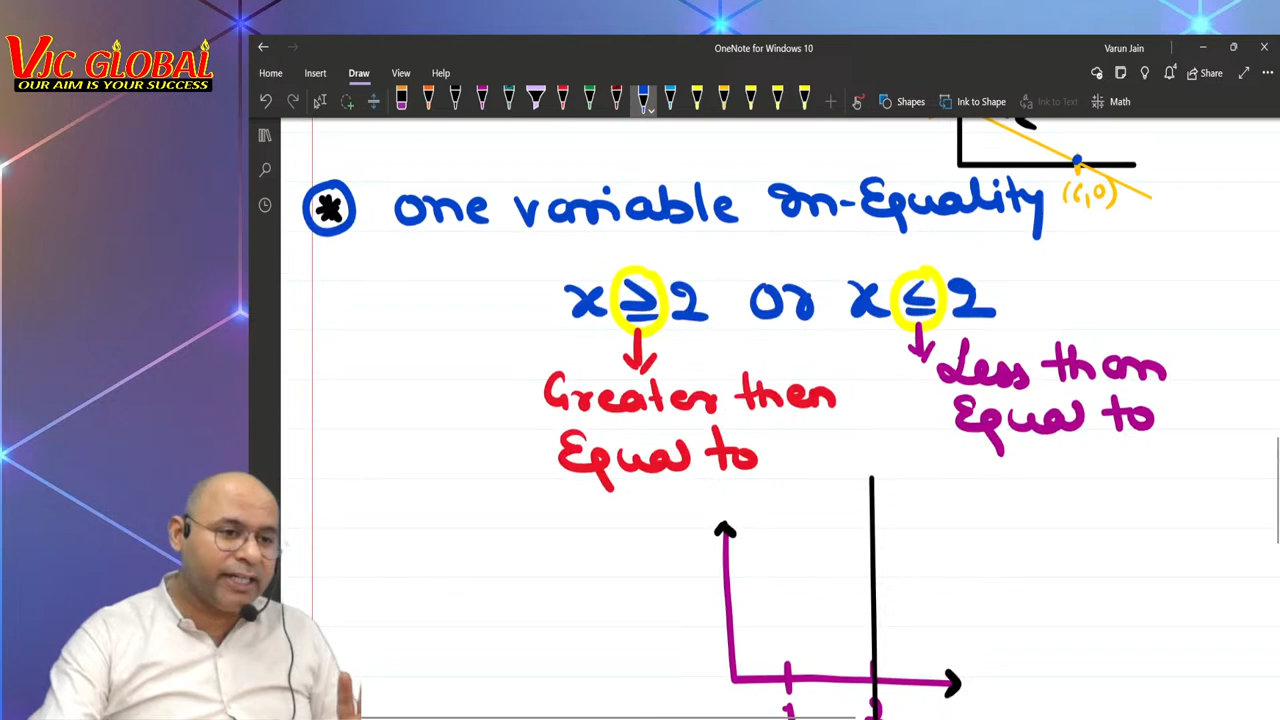 VJC GLOBAL
OUR AIM IS YOUR SUCCESS
OneNote for Windows 10
Varun Jain
Home Insert Draw View Help
Share
Shapes Ink to Shape Ink to Text Math
(6,0)
* One variable In-Equality
x ≥ 2 or x ≤ 2
Greater then
Equal to
Less than
Equal to
1 2